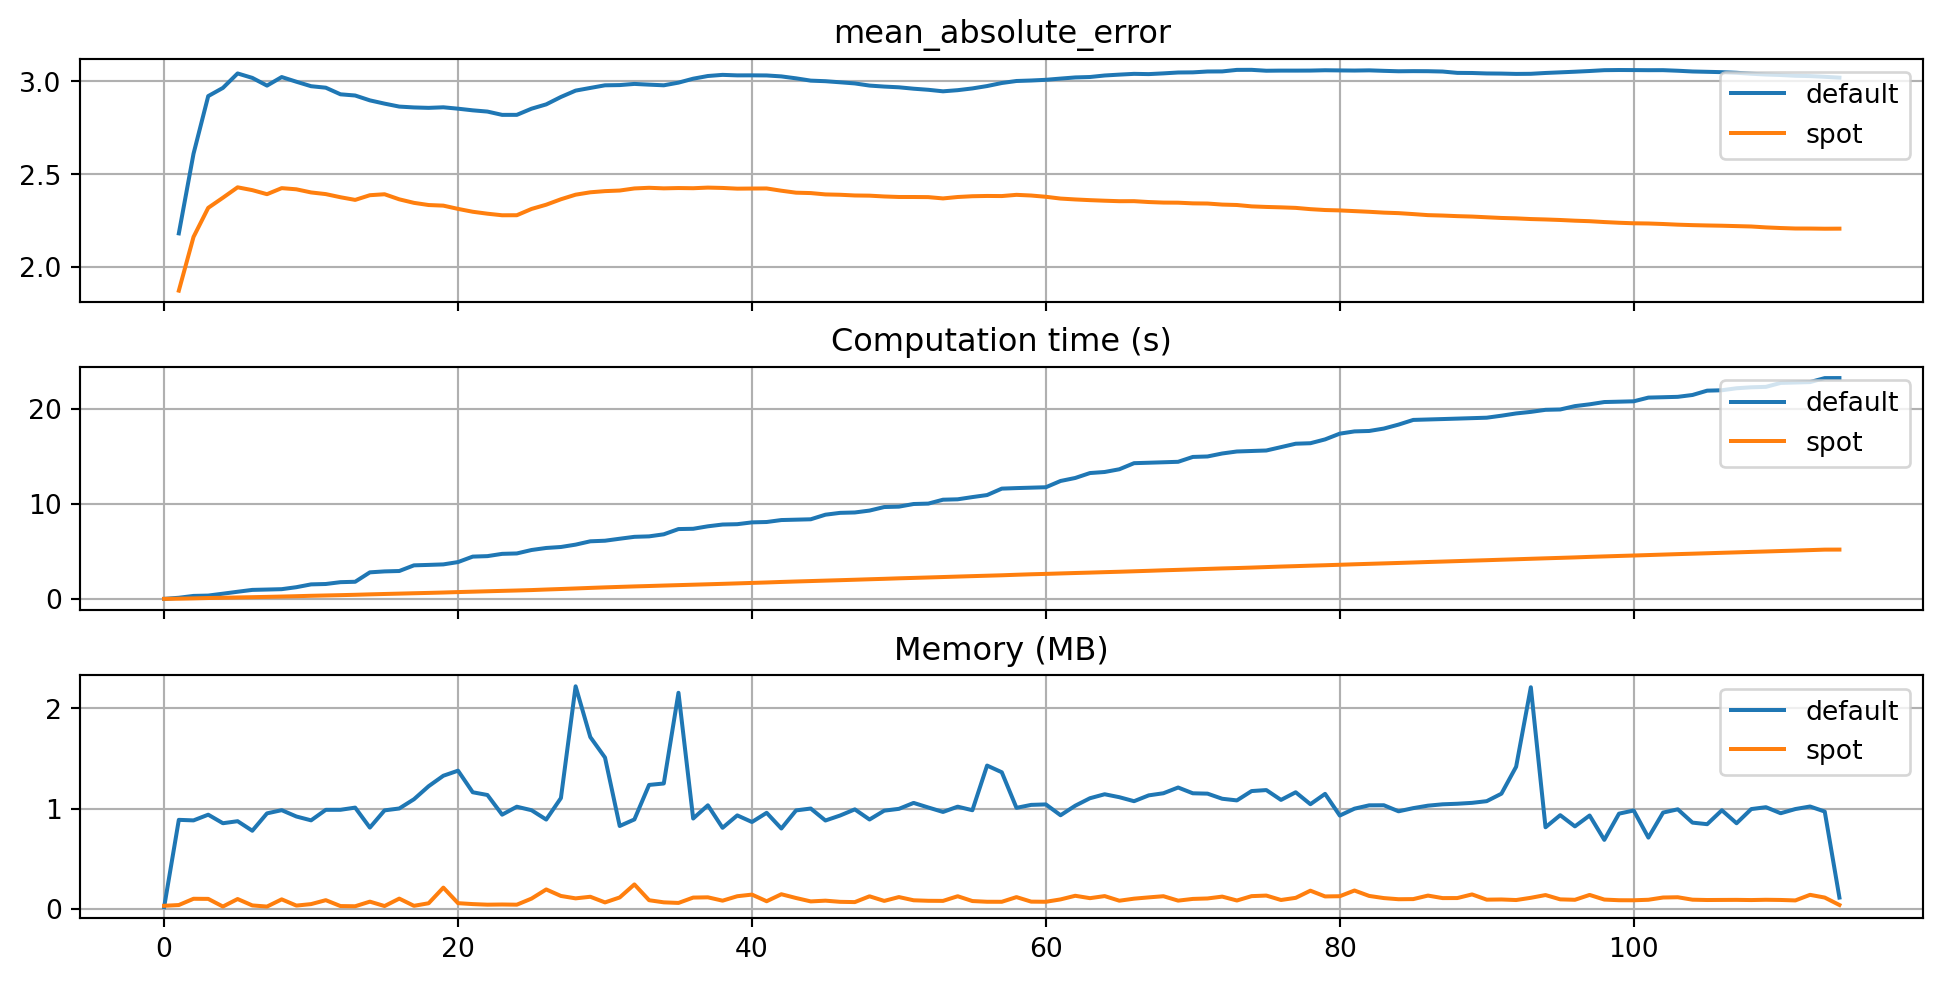 mean_absolute_error
3.0
2.5
2.0
default
spot
Computation time (s)
20
10
0
default
spot
Memory (MB)
2
1
0
default
spot
0 20 40 60 80 100